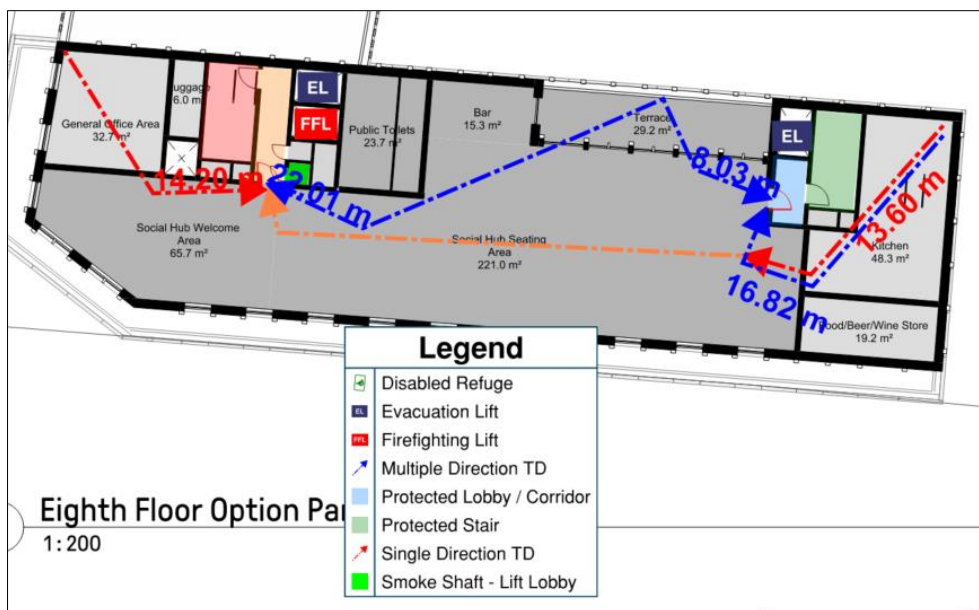 EL
FFL
uggage
6.0 m²
General Office Area
32.7 m²
Public Toilets
23.7 m²
Bar
15.3 m²
Terrace
29.2 m²
EL
8.03 m
14.20 m
22.01 m
13.60 m
Social Hub Welcome
Area
65.7 m²
Social Hub Seating
Area
221.0 m²
Kitchen
48.3 m²
16.82 m
ood/Beer/Wine Store
19.2 m²
Legend
Disabled Refuge
EL Evacuation Lift
FFL Firefighting Lift
Multiple Direction TD
Protected Lobby / Corridor
Protected Stair
Single Direction TD
Smoke Shaft - Lift Lobby
Eighth Floor Option Pa
1:200